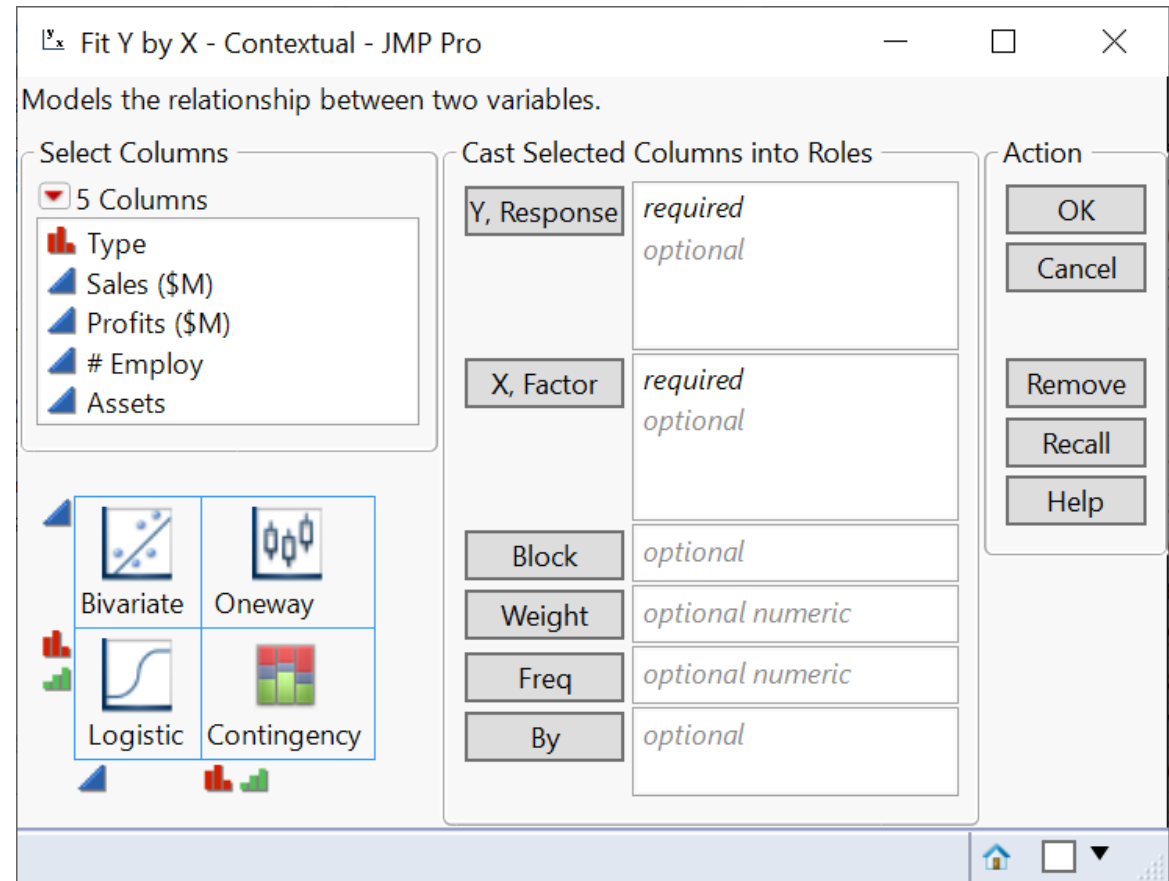 Fit Y by X - Contextual - JMP Pro
Models the relationship between two variables.
Select Columns
5 Columns
Type
Sales ($M)
Profits ($M)
# Employ
Assets
Bivariate
Oneway
Logistic
Contingency
Cast Selected Columns into Roles
Y, Response
required
optional
X, Factor
required
optional
Block
optional
Weight
optional numeric
Freq
optional numeric
By
optional
Action
OK
Cancel
Remove
Recall
Help